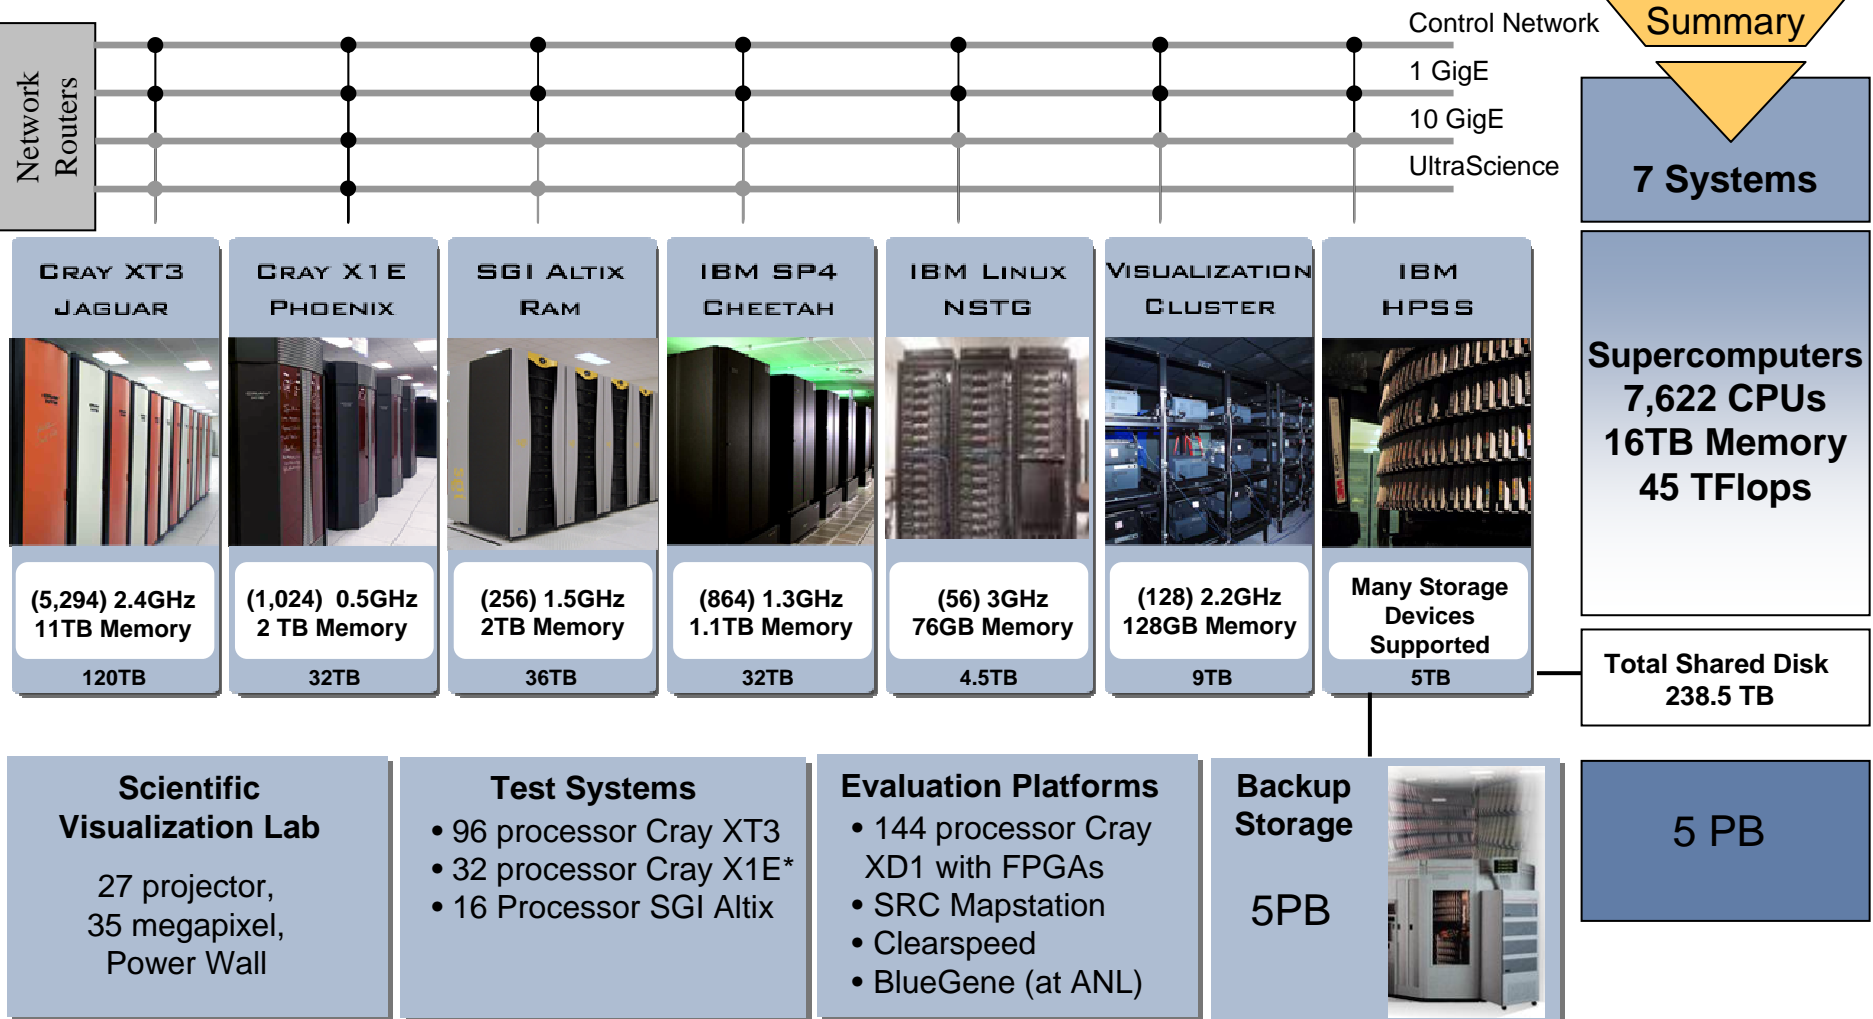 Network
Routers
Control Network
1 GigE
10 GigE
UltraScience
Summary
7 Systems
CRAY XT3
JAGUAR
CRAY X1E
PHOENIX
SGI ALTIX
RAM
IBM SP4
CHEETAH
IBM LINUX
NSTG
VISUALIZATION
CLUSTER
IBM
HPSS
Supercomputers
7,622 CPUs
16TB Memory
45 TFlops
(5,294) 2.4GHz
11TB Memory
120TB
(1,024) 0.5GHz
2 TB Memory
32TB
(256) 1.5GHz
2TB Memory
36TB
(864) 1.3GHz
1.1TB Memory
32TB
(56) 3GHz
76GB Memory
4.5TB
(128) 2.2GHz
128GB Memory
9TB
Many Storage
Devices
Supported
5TB
Total Shared Disk
238.5 TB
Scientific
Visualization Lab
27 projector,
35 megapixel,
Power Wall
Test Systems
• 96 processor Cray XT3
• 32 processor Cray X1E*
• 16 Processor SGI Altix
Evaluation Platforms
• 144 processor Cray
XD1 with FPGAs
• SRC Mapstation
• Clearspeed
• BlueGene (at ANL)
Backup
Storage
5PB
5 PB